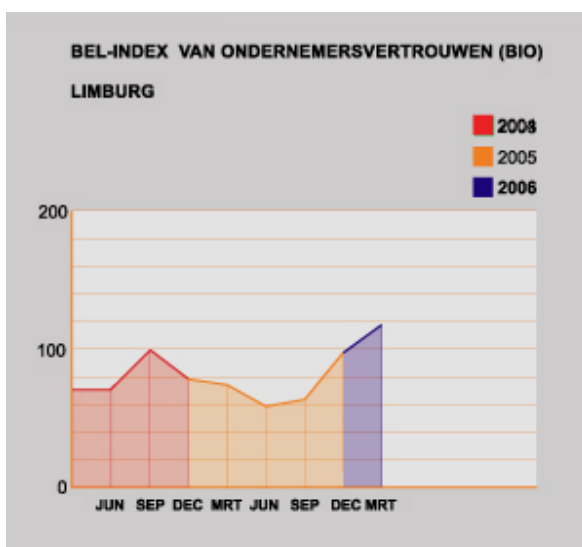 BEL-INDEX VAN ONDERNEMERSVERTROUWEN (BIO)
LIMBURG
2005
2006
200
100
0
JUN SEP DEC MRT JUN SEP DEC MRT